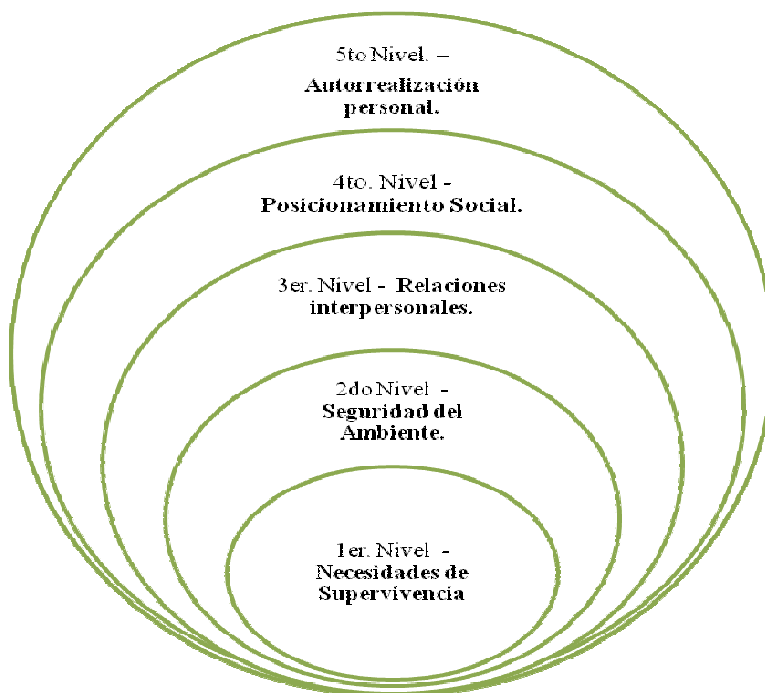 5to Nivel. –
Autorrealización
personal.
4to. Nivel -
Posicionamiento Social.
3er. Nivel - Relaciones
interpersonales.
2do Nivel -
Seguridad del
Ambiente.
1er. Nivel -
Necesidades de
Supervivencia